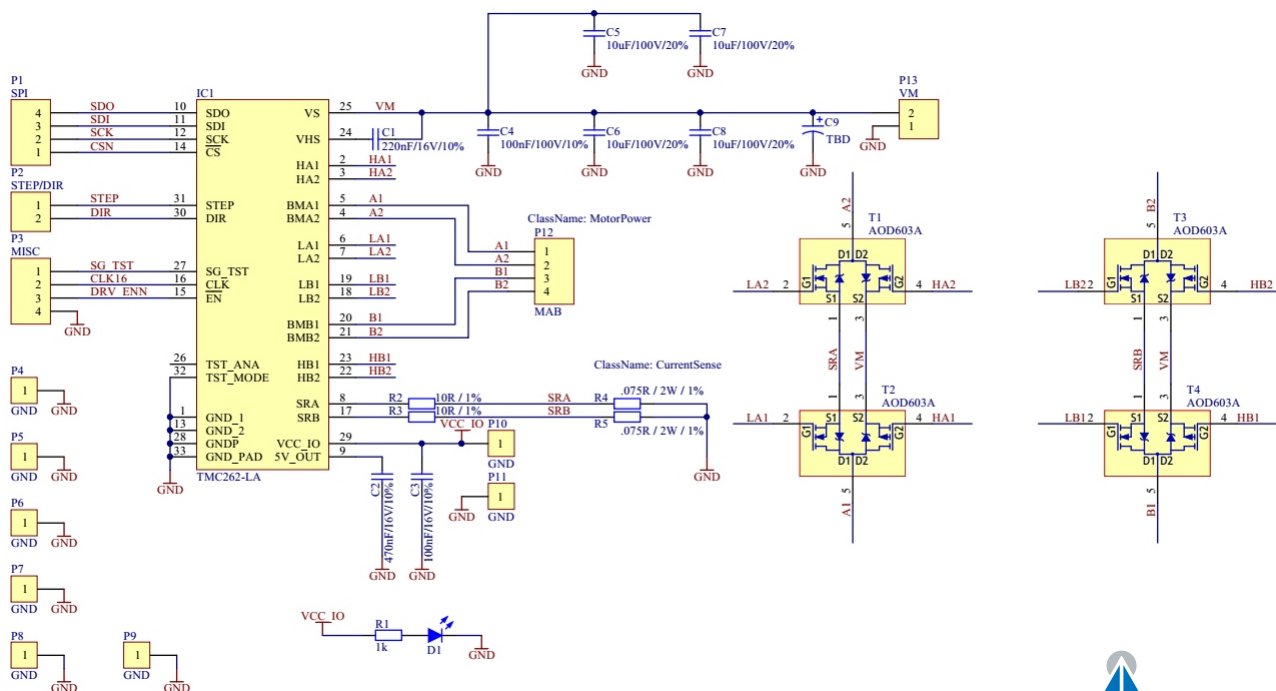 P1
SPI
4
3
2
1
SDO
SDI
SCK
CSN
10
11
12
14
P2
STEP/DIR
1
2
STEP
DIR
31
30
P3
MISC
1
2
3
4
SG_TST
CLK16
DRV_ENN
27
16
15
GND
26
32
1
13
28
33
GND
IC1
SDO
SDI
SCK
CS
STEP
DIR
SG_TST
CLK
EN
TST_ANA
TST_MODE
GND_1
GND_2
GNDP
GND_PAD
TMC262-LA
VS
VHS
HA1
HA2
BMA1
BMA2
LA1
LA2
LB1
LB2
BMB1
BMB2
HB1
HB2
SRA
SRB
VCC_IO
5V_OUT
25 VM
24
C1
220nF/16V/10%
2 HA1
3 HA2
5 A1
4 A2
6 LA1
7 LA2
19 LB1
18 LB2
20 B1
21 B2
23 HB1
22 HB2
8
17
29
9
C5
10uF/100V/20%
GND
C7
10uF/100V/20%
GND
C4
100nF/100V/10%
GND
C6
10uF/100V/20%
GND
C8
10uF/100V/20%
GND
C9
+
TBD
GND
P13
VM
2
1
GND
ClassName: MotorPower
P12
A1
A2
B1
B2
1
2
3
4
MAB
ClassName: CurrentSense
R2 10R / 1% SRA R4 .075R / 2W / 1%
R3 10R / 1% SRB R5 .075R / 2W / 1%
GND
VCC_IO
P10
1
GND
P11
1
GND
GND
C2
470nF/16V/10%
GND
C3
100nF/16V/10%
GND
A2
5
T1
AOD603A
D1 D2
G1 G2
S1 S2
LA2 2
4 HA2
1
3
SRA
VM
1
3
T2
AOD603A
S1 S2
G1 G2
D1 D2
LA1 2
4 HA1
5
A1
B2
5
T3
AOD603A
D1 D2
G1 G2
S1 S2
LB2 2
4 HB2
1
3
SRB
VM
1
3
T4
AOD603A
S1 S2
G1 G2
D1 D2
LB1 2
4 HB1
5
B1
P4
1
GND
GND
P5
1
GND
GND
P6
1
GND
GND
P7
1
GND
GND
P8
1
GND
GND
P9
1
GND
GND
VCC_IO
R1
1k
D1
GND